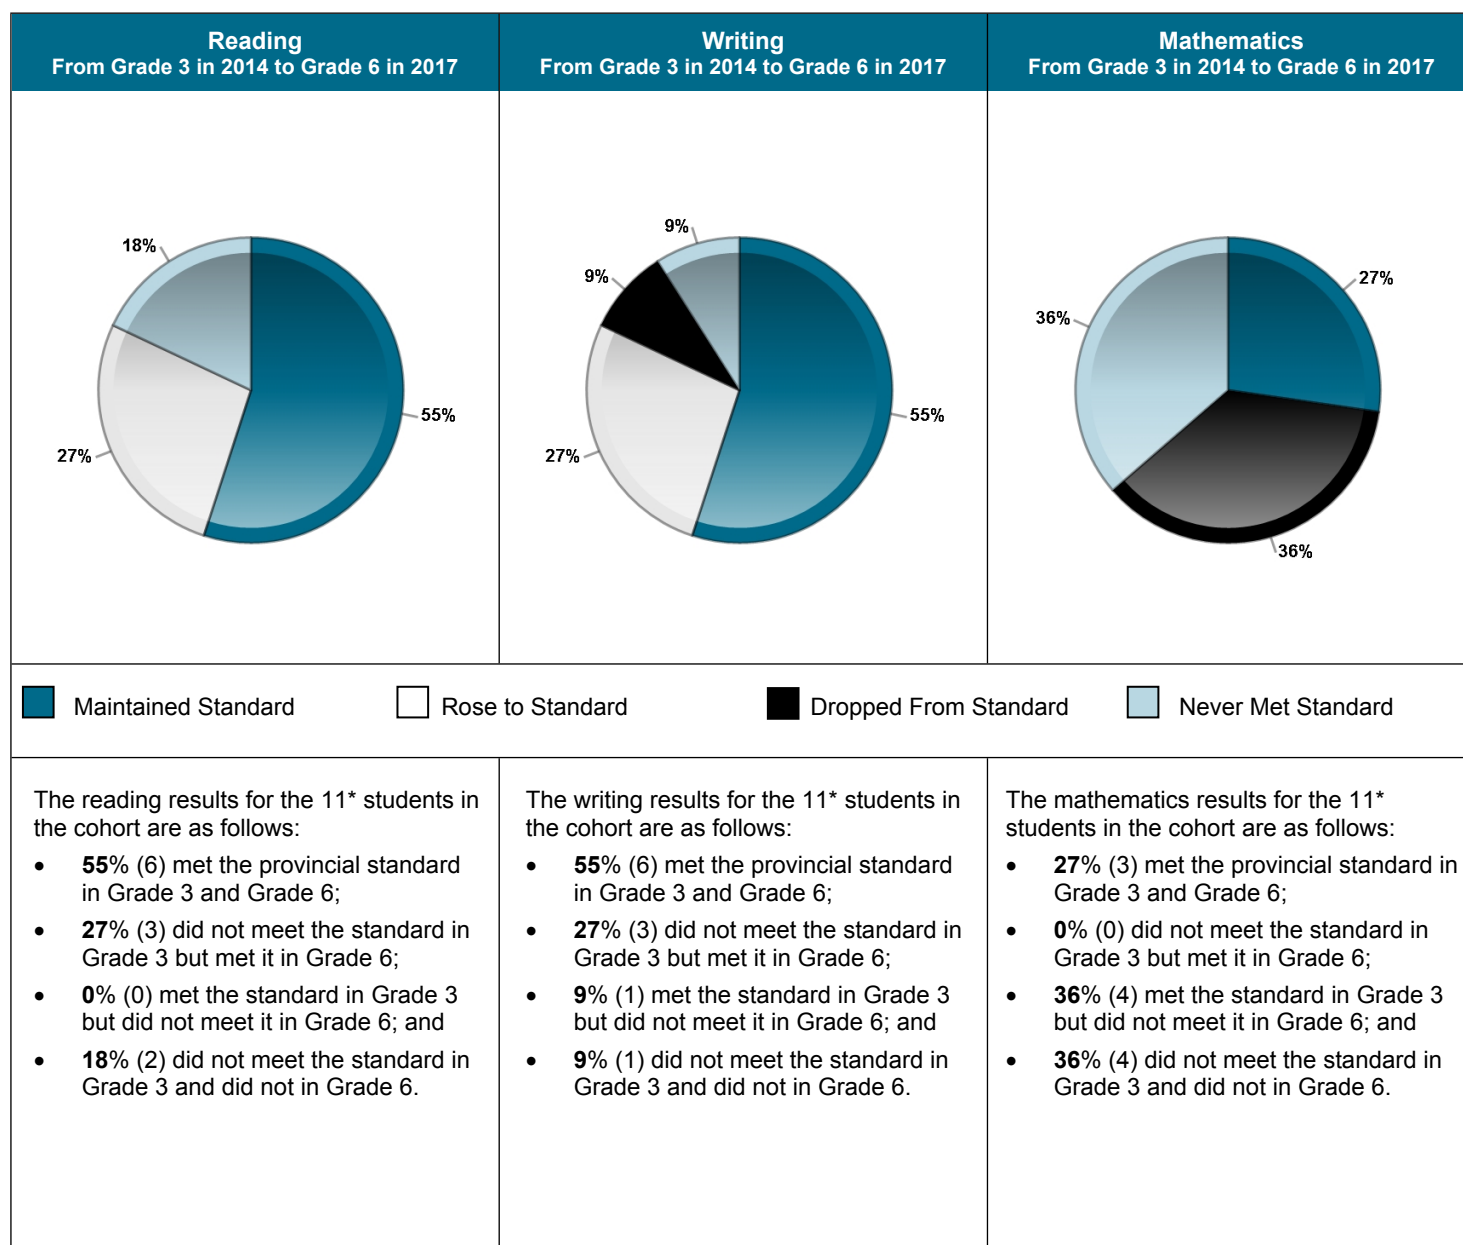 Reading
From Grade 3 in 2014 to Grade 6 in 2017
Writing
From Grade 3 in 2014 to Grade 6 in 2017
Mathematics
From Grade 3 in 2014 to Grade 6 in 2017
18%
27%
55%
9%
9%
27%
55%
27%
36%
36%
Maintained Standard
Rose to Standard
Dropped From Standard
Never Met Standard
The reading results for the 11* students in
the cohort are as follows:
• 55% (6) met the provincial standard
in Grade 3 and Grade 6;
• 27% (3) did not meet the standard in
Grade 3 but met it in Grade 6;
• 0% (0) met the standard in Grade 3
but did not meet it in Grade 6; and
• 18% (2) did not meet the standard in
Grade 3 and did not in Grade 6.
The writing results for the 11* students in
the cohort are as follows:
• 55% (6) met the provincial standard
in Grade 3 and Grade 6;
• 27% (3) did not meet the standard in
Grade 3 but met it in Grade 6;
• 9% (1) met the standard in Grade 3
but did not meet it in Grade 6; and
• 9% (1) did not meet the standard in
Grade 3 and did not in Grade 6.
The mathematics results for the 11*
students in the cohort are as follows:
• 27% (3) met the provincial standard in
Grade 3 and Grade 6;
• 0% (0) did not meet the standard in
Grade 3 but met it in Grade 6;
• 36% (4) met the standard in Grade 3
but did not meet it in Grade 6; and
• 36% (4) did not meet the standard in
Grade 3 and did not in Grade 6.